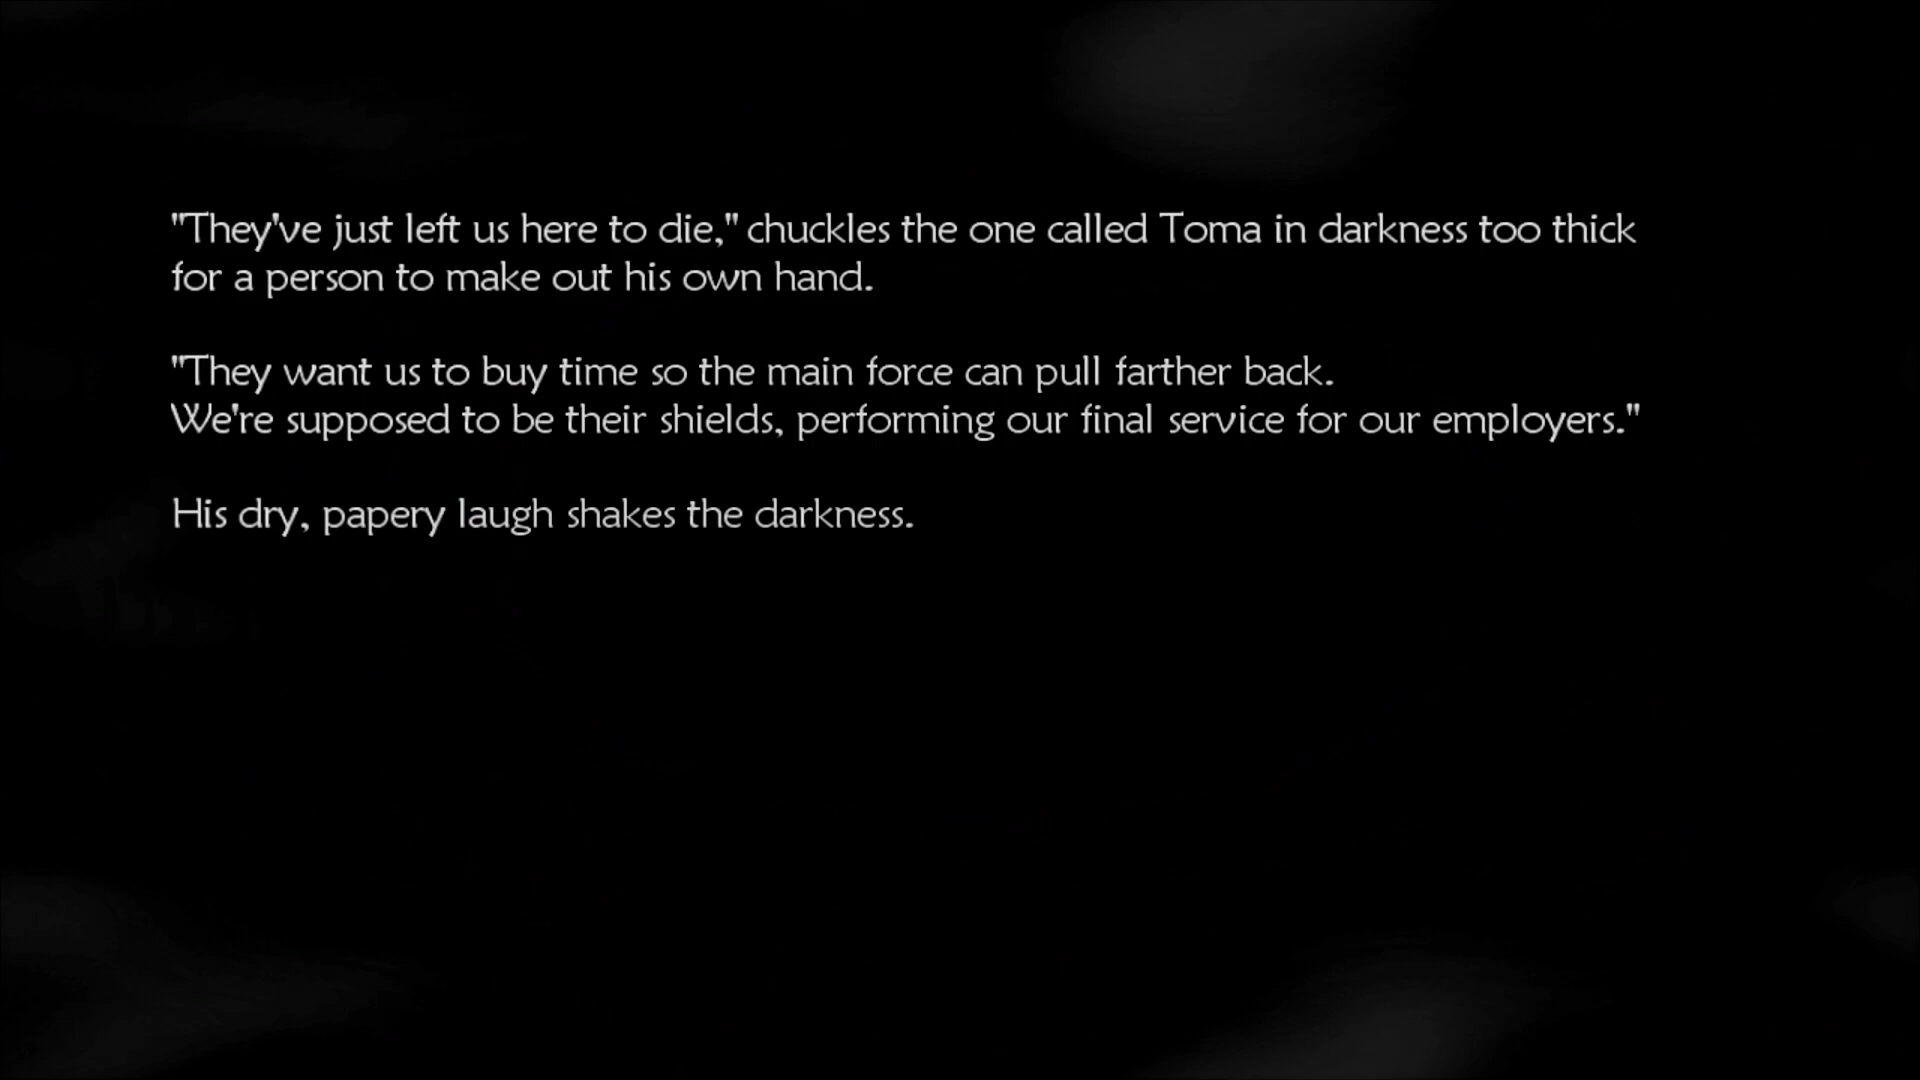 "They've just left us here to die," chuckles the one called Toma in darkness too thick
for a person to make out his own hand.
"They want us to buy time so the main force can pull farther back.
We're supposed to be their shields, performing our final service for our employers."
His dry, papery laugh shakes the darkness.